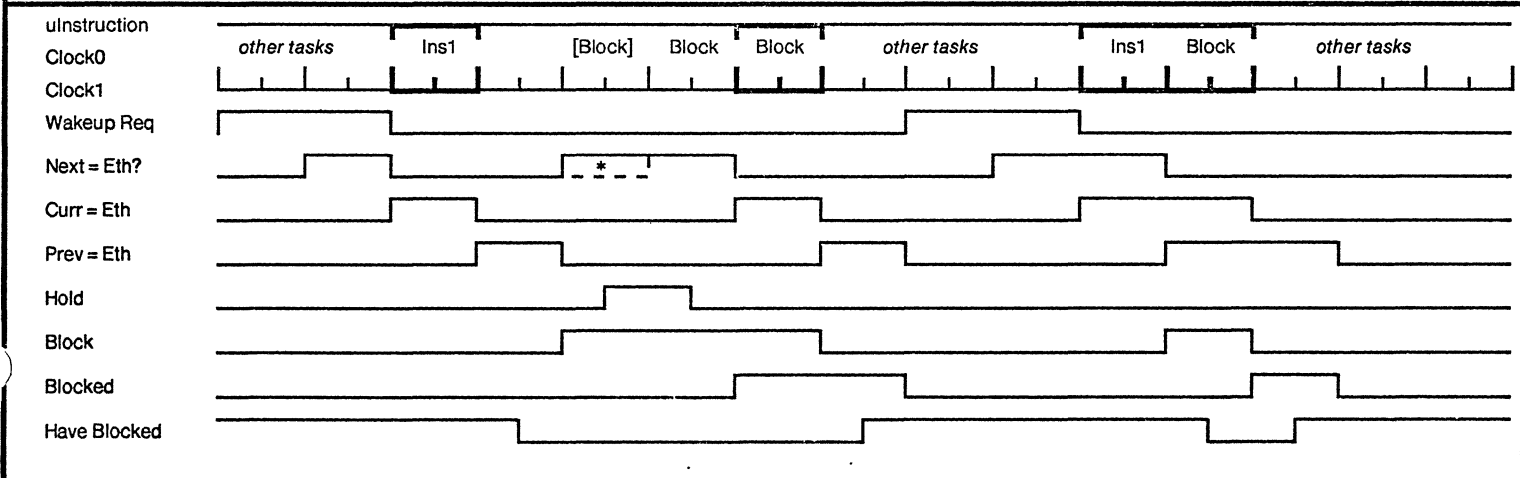 uInstruction
other tasks Ins1 [Block] Block Block other tasks Ins1 Block other tasks
Clock0
Clock1
Wakeup Req
Next = Eth?
*
Curr = Eth
Prev = Eth
Hold
Block
Blocked
Have Blocked